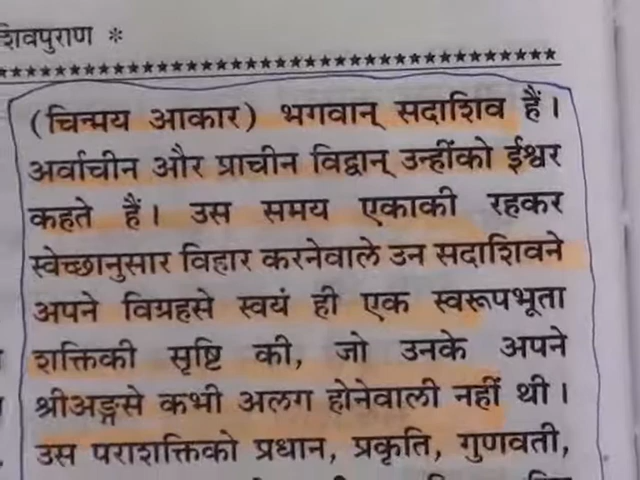 शिवपुराण *
(चिन्मय आकार) भगवान् सदाशिव हैं।
अर्वाचीन और प्राचीन विद्वान् उन्हींको ईश्वर
कहते हैं। उस समय एकाकी रहकर
स्वेच्छानुसार विहार करनेवाले उन सदाशिवने
अपने विग्रहसे स्वयं ही एक स्वरूपभूता
शक्तिकी सृष्टि की, जो उनके अपने
श्रीअङ्गसे कभी अलग होनेवाली नहीं थी।
उस पराशक्तिको प्रधान, प्रकृति, गुणवती,